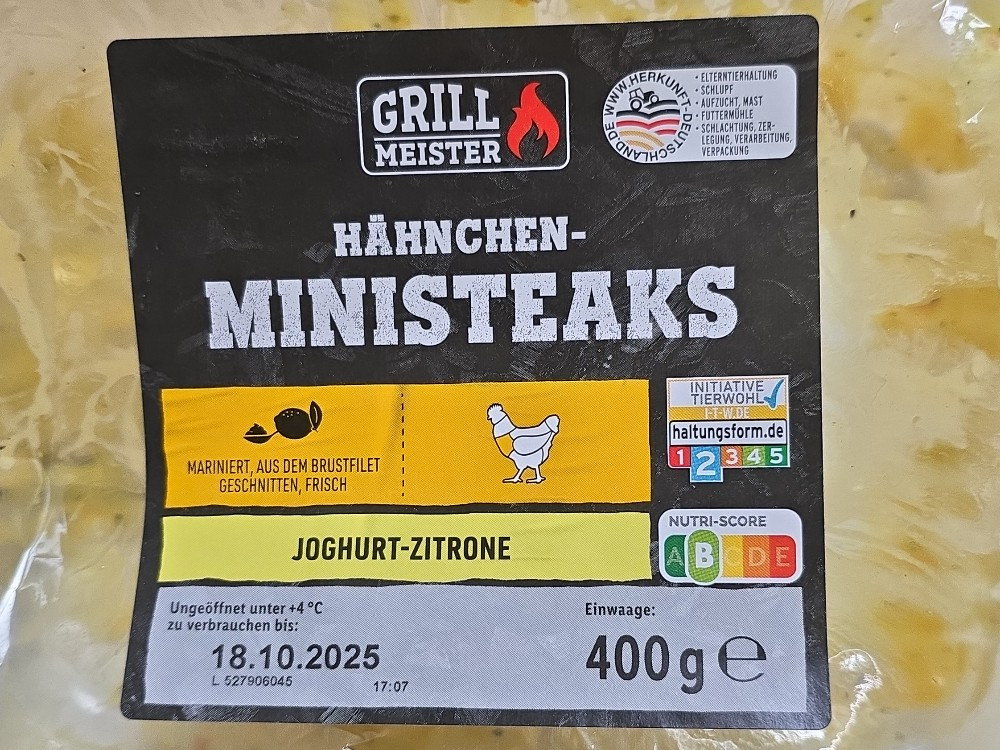 GRILL
MEISTER
WWW.HERKUNFT-DEUTSCHLAND.DE
• ELTERNTIERHALTUNG
• SCHLUPF
• AUFZUCHT, MAST
• FUTTERMÜHLE
• SCHLACHTUNG, ZER-
LEGUNG, VERARBEITUNG,
VERPACKUNG
HÄHNCHEN-
MINISTEAKS
MARINIERT, AUS DEM BRUSTFILET
GESCHNITTEN, FRISCH
INITIATIVE
TIERWOHL
I-T-W.DE
haltungsform.de
1 2 3 4 5
JOGHURT-ZITRONE
NUTRI-SCORE
A B C D E
Ungeöffnet unter +4 °C
zu verbrauchen bis:
18.10.2025
L 527906045 17:07
Einwaage:
400 g ℮